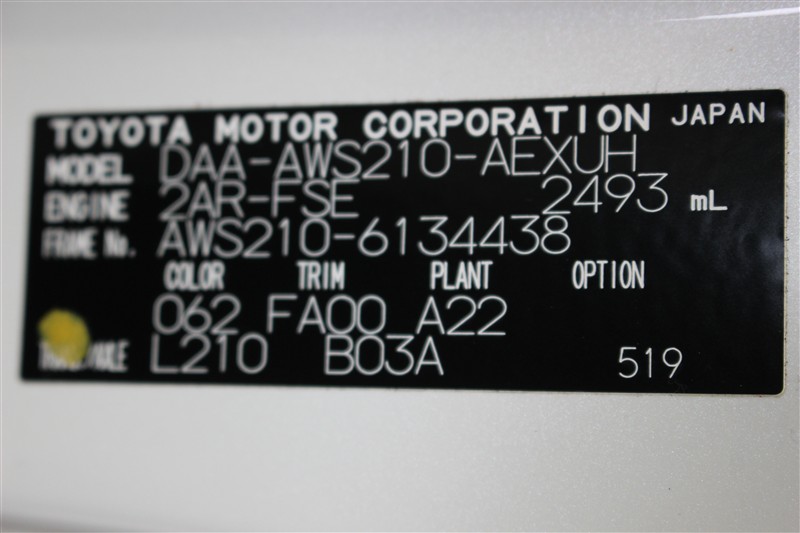 TOYOTA MOTOR CORPORATION JAPAN
MODEL DAA-AWS210-AEXUH
ENGINE 2AR-FSE 2493 mL
FRAME No. AWS210-6134438
COLOR TRIM PLANT OPTION
062 FA00 A22
L210 B03A 519